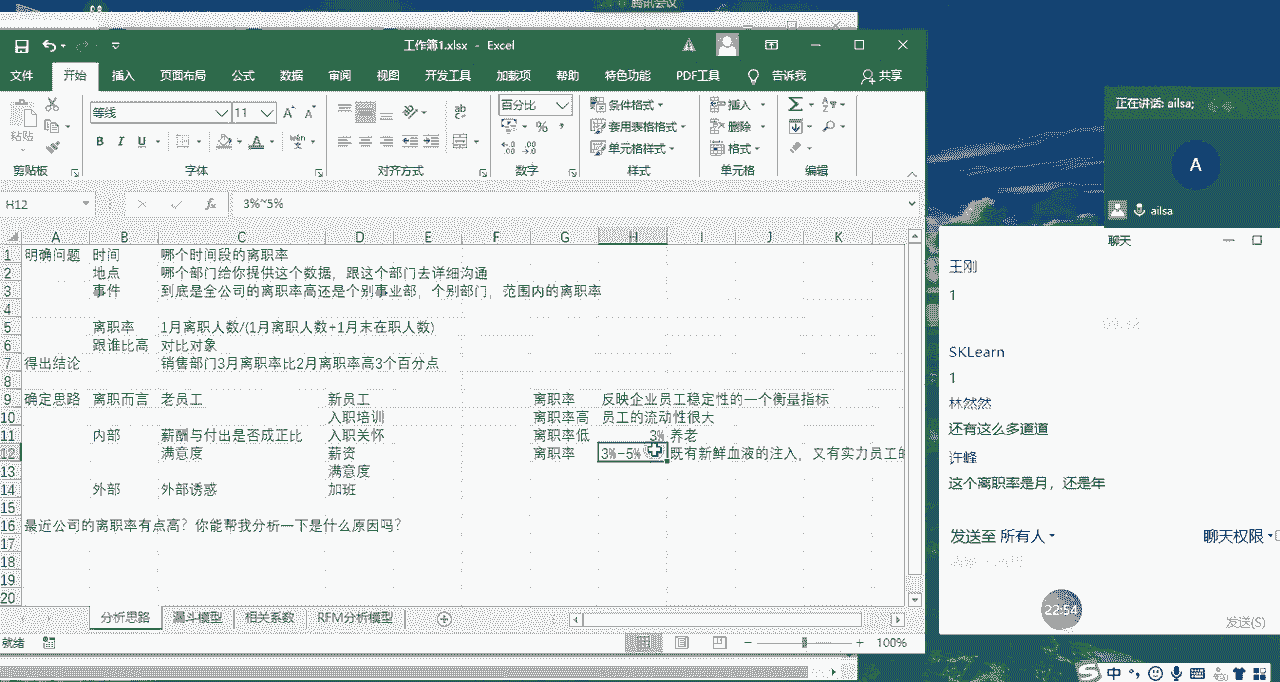 腾讯会议
工作簿1.xlsx - Excel
文件 开始 插入 页面布局 公式 数据 审阅 视图 开发工具 加载项 帮助 特色功能 PDF工具 告诉我 共享
等线 11 百分比
条件格式 插入
粘贴
套用表格格式 删除
B I U
单元格样式 格式
剪贴板 字体 对齐方式 数字 样式 单元格 编辑
H12 3%~5%
A B C D E F G H I J K
1 明确问题 时间 哪个时间段的离职率
2 地点 哪个部门给你提供这个数据，跟这个部门去详细沟通
3 事件 到底是全公司的离职率高还是个别事业部，个别部门，范围内的离职率
4
5 离职率 1月离职人数/(1月离职人数+1月末在职人数)
6 跟谁比高 对比对象
7 得出结论 销售部门3月离职率比2月离职率高3个百分点
8
9 确定思路 离职而言 老员工 新员工 离职率 反映企业员工稳定性的一个衡量指标
10 入职培训 离职率高 员工的流动性很大
11 内部 薪酬与付出是否成正比 入职关怀 离职率低 3% 养老
12 满意度 薪资 离职率 3%-5% 既有新鲜血液的注入，又有实力员工的
13 满意度
14 外部 外部诱惑 加班
15
16 最近公司的离职率有点高？你能帮我分析一下是什么原因吗？
17
18
19
20
分析思路 漏斗模型 相关系数 RFM分析模型
就绪 100%
正在讲话: ailsa;
A
ailsa
聊天
王刚
1
SKLearn
1
林然然
还有这么多道道
许峰
这个离职率是月，还是年
发送至 所有人 聊天权限
22:54
发送(S)
中